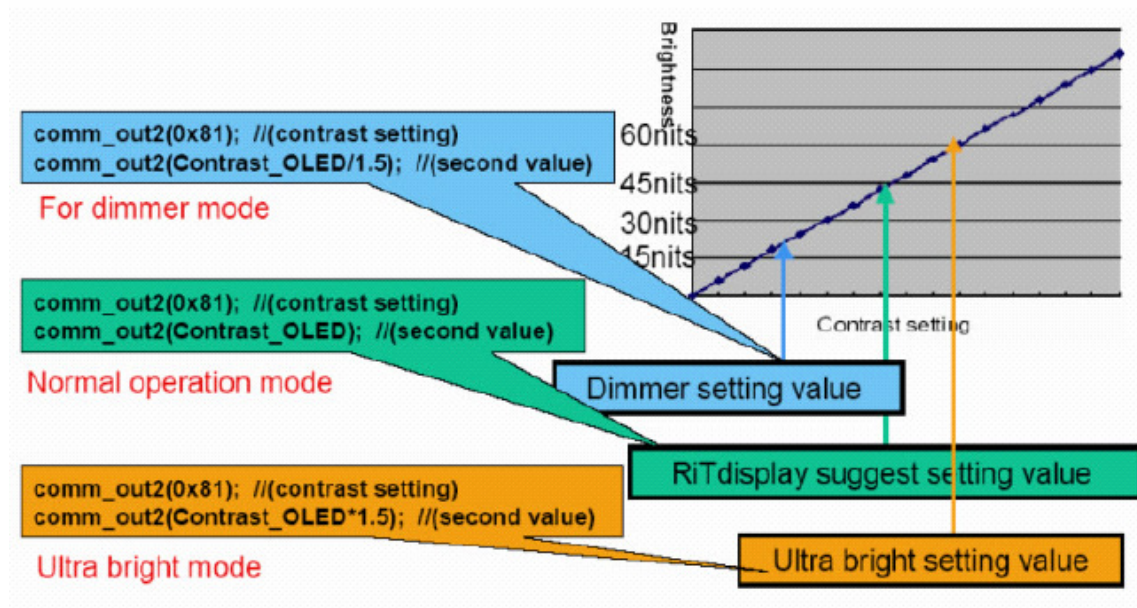 Brightness
60nits
45nits
30nits
15nits
Contrast setting
comm_out2(0x81); //(contrast setting)
comm_out2(Contrast_OLED/1.5); //(second value)
For dimmer mode
comm_out2(0x81); //(contrast setting)
comm_out2(Contrast_OLED); //(second value)
Normal operation mode
Dimmer setting value
RiTdisplay suggest setting value
comm_out2(0x81); //(contrast setting)
comm_out2(Contrast_OLED*1.5); //(second value)
Ultra bright mode
Ultra bright setting value